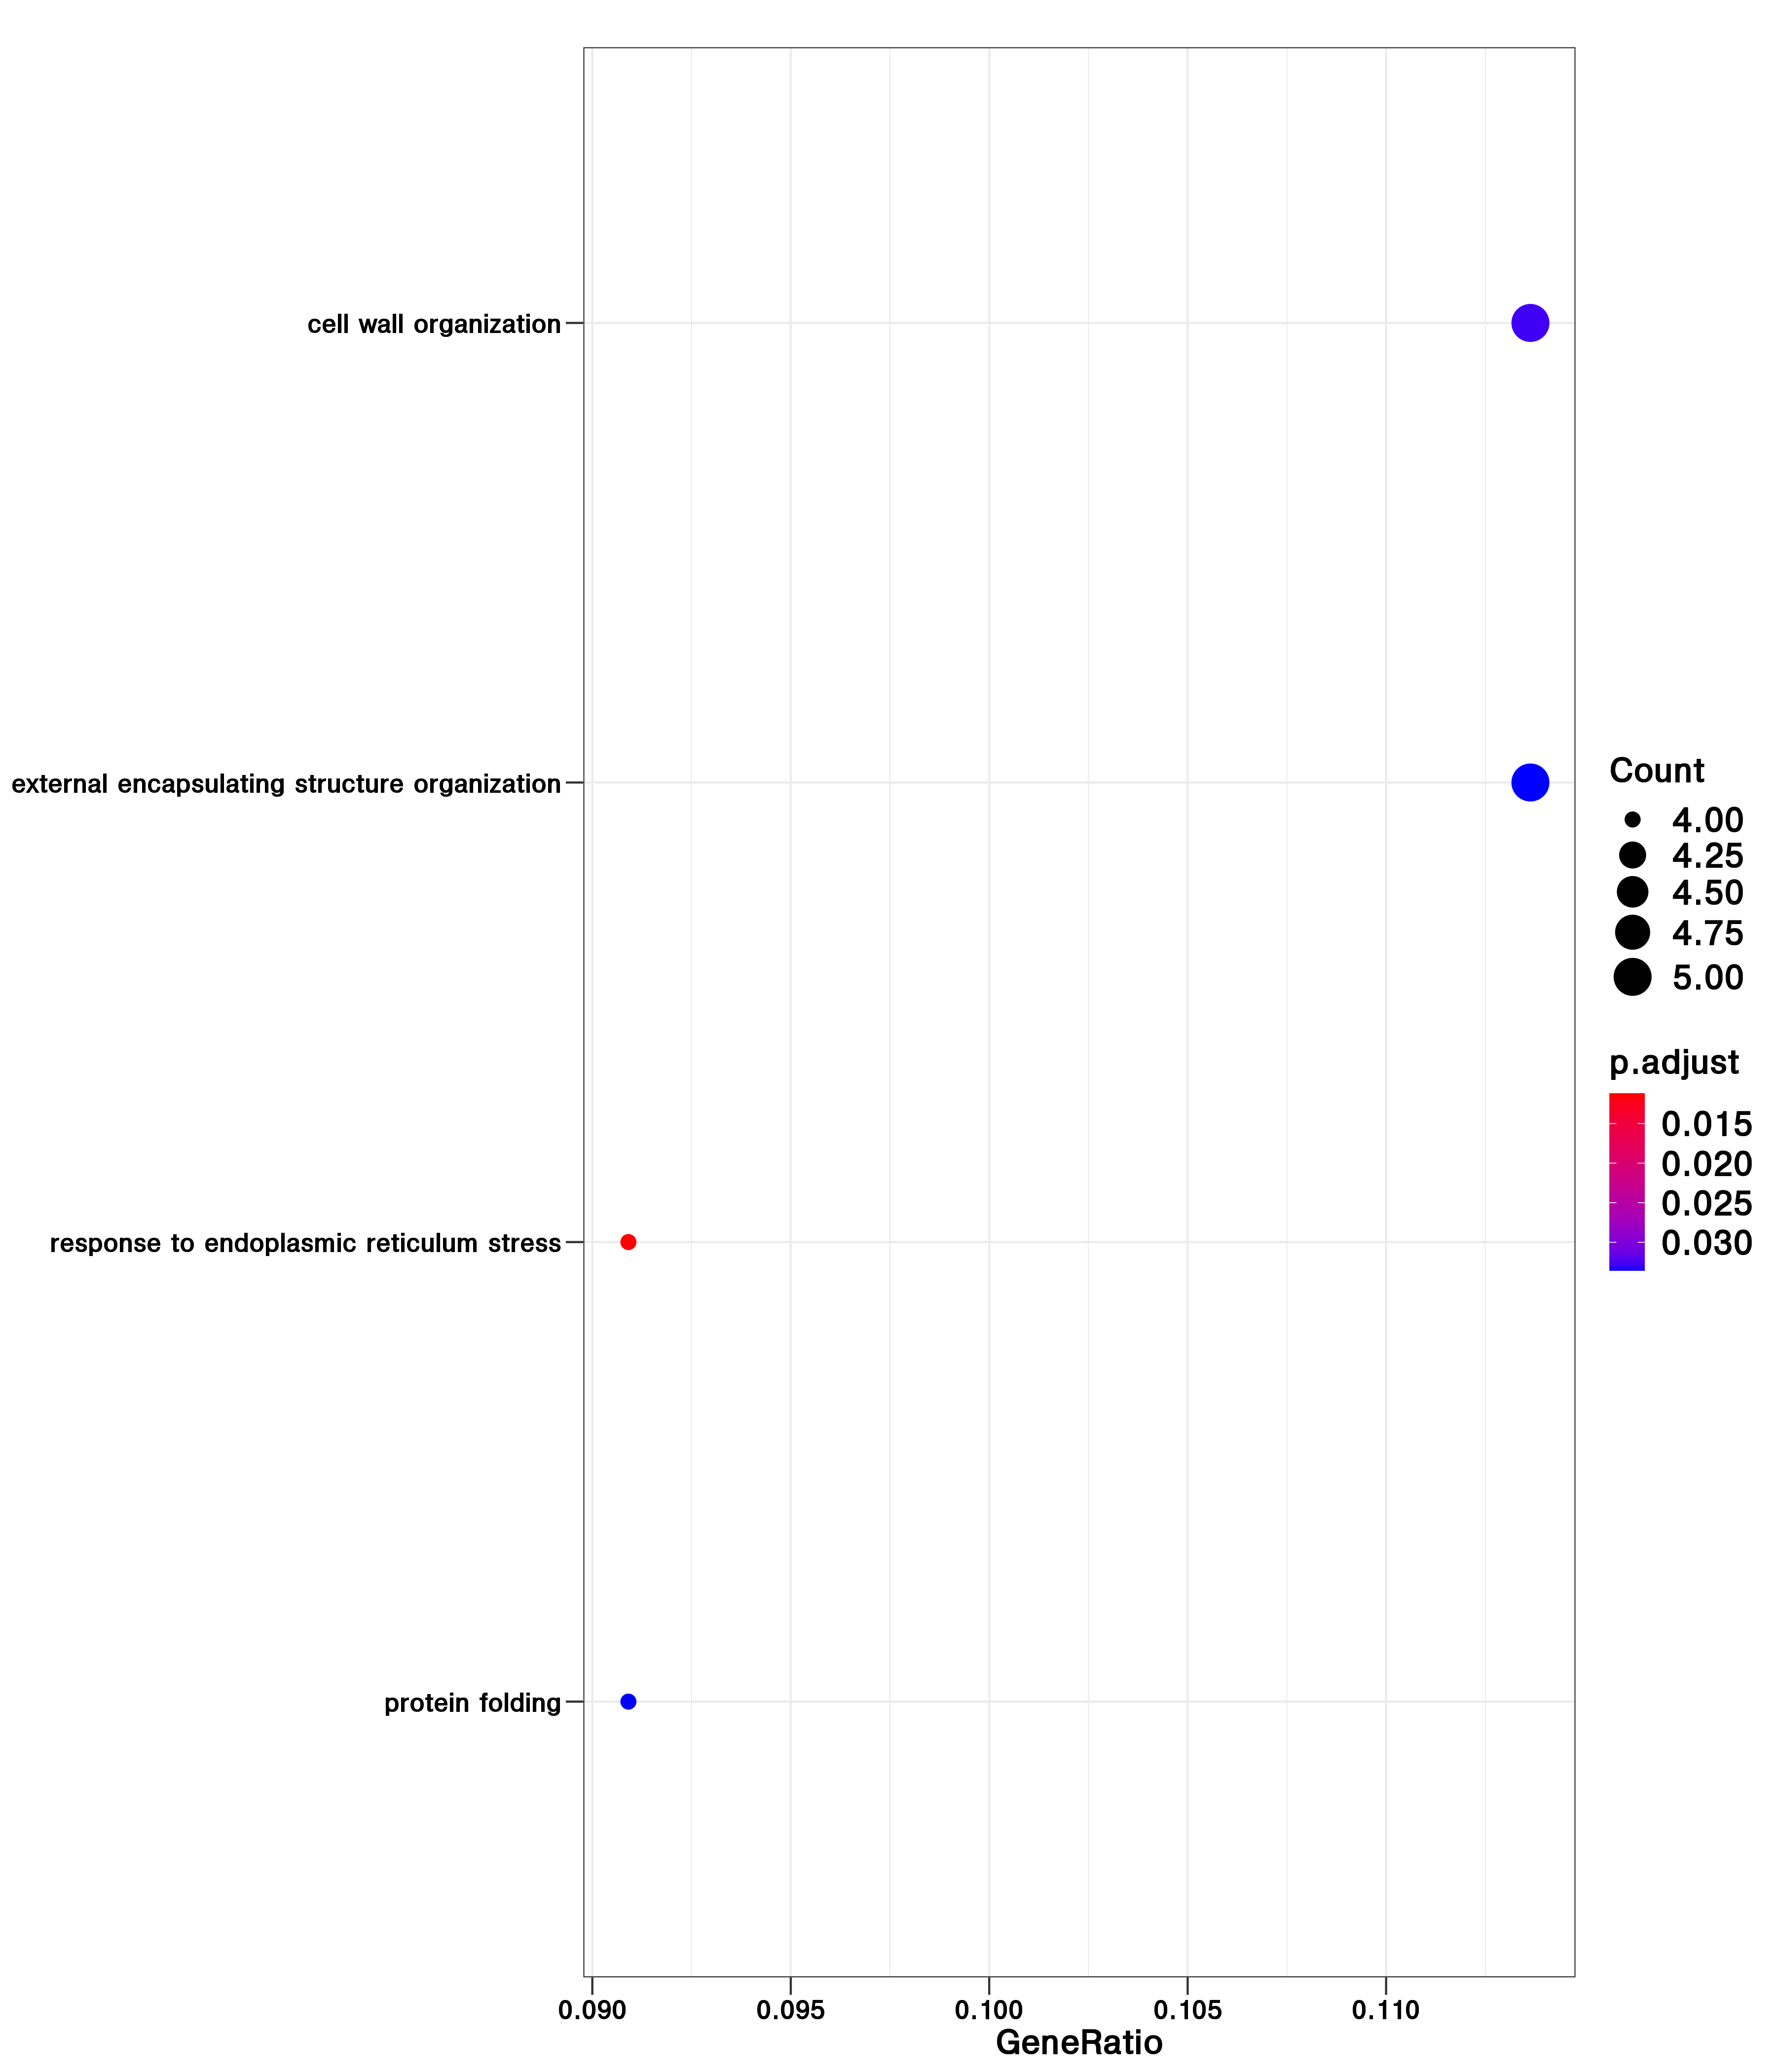 cell wall organization
external encapsulating structure organization
response to endoplasmic reticulum stress
protein folding
0.090 0.095 0.100 0.105 0.110
GeneRatio
Count
4.00
4.25
4.50
4.75
5.00
p.adjust
0.015
0.020
0.025
0.030